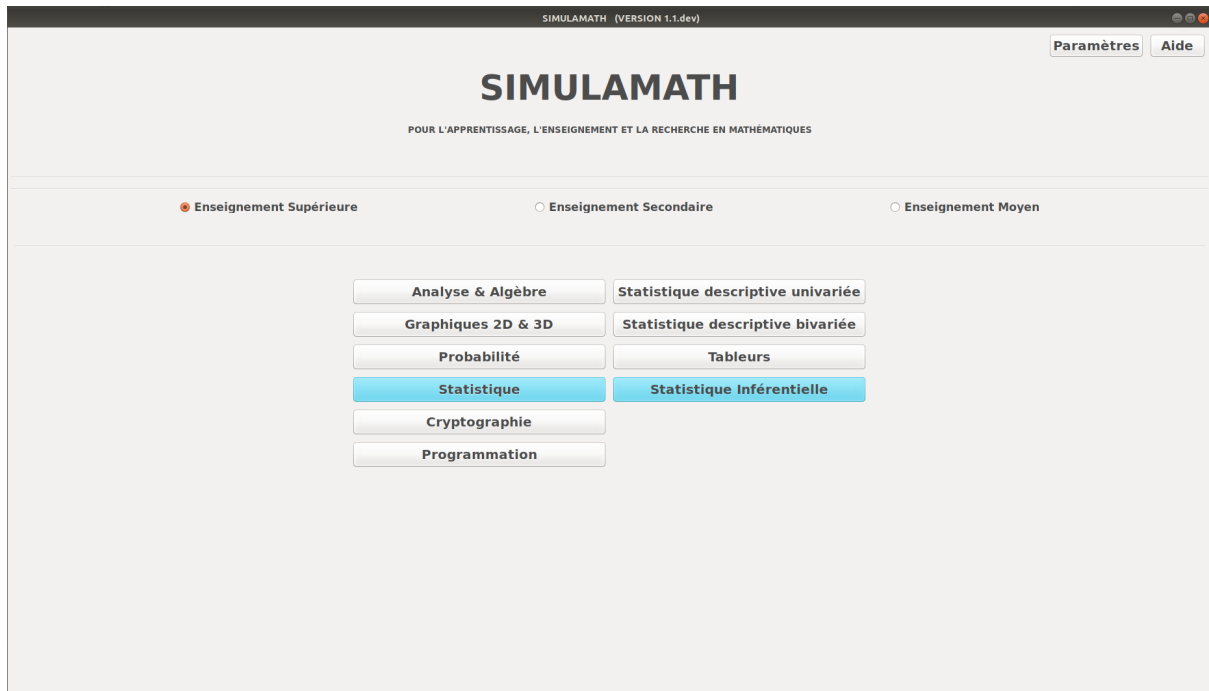 SIMULAMATH (VERSION 1.1.dev)
Paramètres Aide
SIMULAMATH
POUR L'APPRENTISSAGE, L'ENSEIGNEMENT ET LA RECHERCHE EN MATHÉMATIQUES
Enseignement Supérieure Enseignement Secondaire Enseignement Moyen
Analyse & Algèbre Statistique descriptive univariée
Graphiques 2D & 3D Statistique descriptive bivariée
Probabilité Tableurs
Statistique Statistique Inférentielle
Cryptographie
Programmation